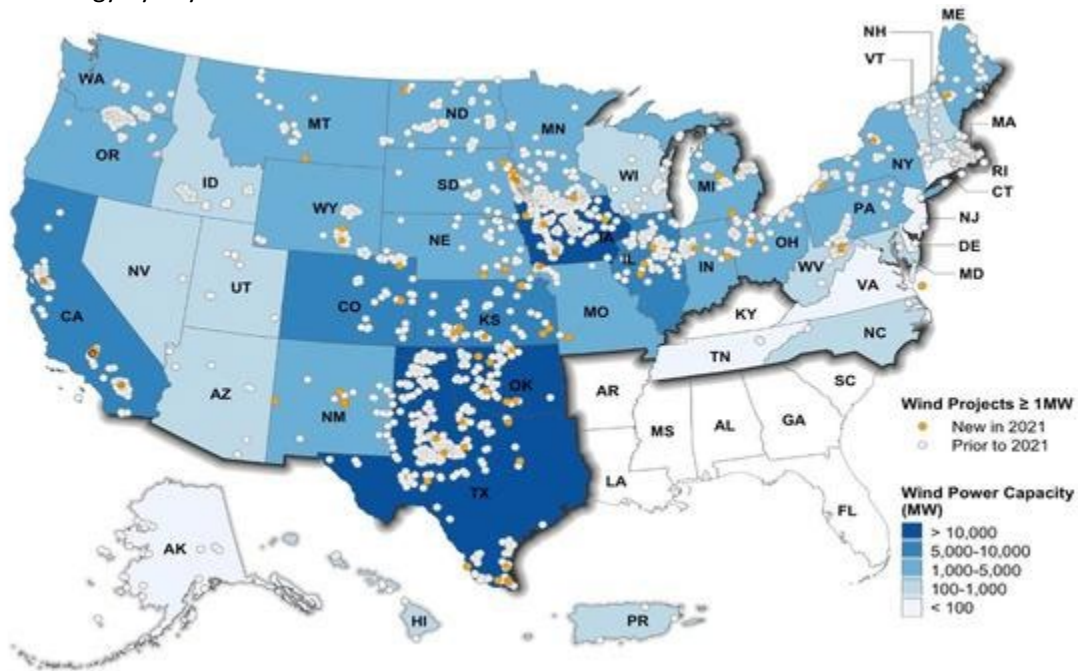 ME
NH
VT
WA
MT
ND
MN
MA
OR
ID
WI
NY
SD
MI
RI
WY
CT
PA
IA
NE
NJ
OH
IL
IN
DE
NV
WV
UT
MD
CO
VA
CA
KS
MO
KY
NC
TN
OK
AZ
NM
AR
SC
Wind Projects ≥ 1MW
New in 2021
Prior to 2021
MS
AL
GA
LA
TX
Wind Power Capacity
(MW)
> 10,000
5,000-10,000
1,000-5,000
100-1,000
< 100
FL
AK
HI
PR